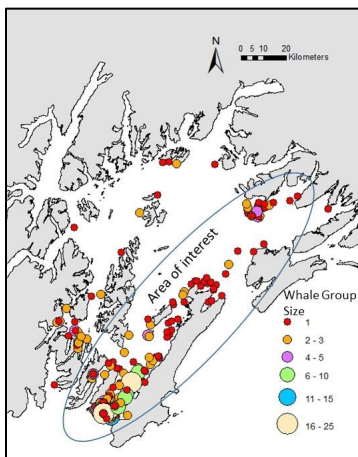 N
0 5 10 20
Kilometers
Area of interest
Whale Group
Size
1
2 - 3
4 - 5
6 - 10
11 - 15
16 - 25